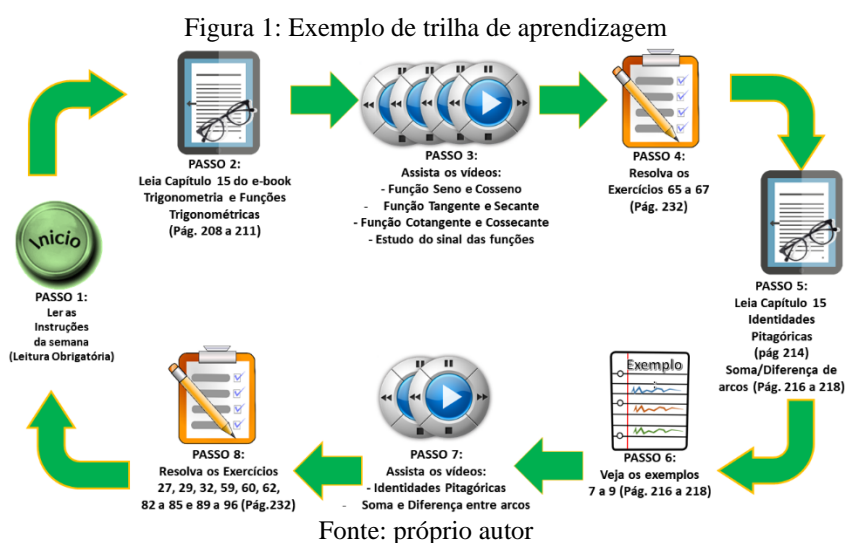 Figura 1: Exemplo de trilha de aprendizagem
Inicio
PASSO 1:
Ler as
Instruções
da semana
(Leitura Obrigatória)
PASSO 2:
Leia Capítulo 15 do e-book
Trigonometria e Funções
Trigonométricas
(Pág. 208 a 211)
PASSO 3:
Assista os vídeos:
- Função Seno e Cosseno
- Função Tangente e Secante
- Função Cotangente e Cossecante
- Estudo do sinal das funções
PASSO 4:
Resolva os
Exercícios 65 a 67
(Pág. 232)
PASSO 5:
Leia Capítulo 15
Identidades
Pitagóricas
(pág 214)
Soma/Diferença de
arcos (Pág. 216 a 218)
Exemplo
PASSO 6:
Veja os exemplos
7 a 9 (Pág. 216 a 218)
PASSO 7:
Assista os vídeos:
- Identidades Pitagóricas
- Soma e Diferença entre arcos
PASSO 8:
Resolva os Exercícios
27, 29, 32, 59, 60, 62,
82 a 85 e 89 a 96 (Pág.232)
Fonte: próprio autor